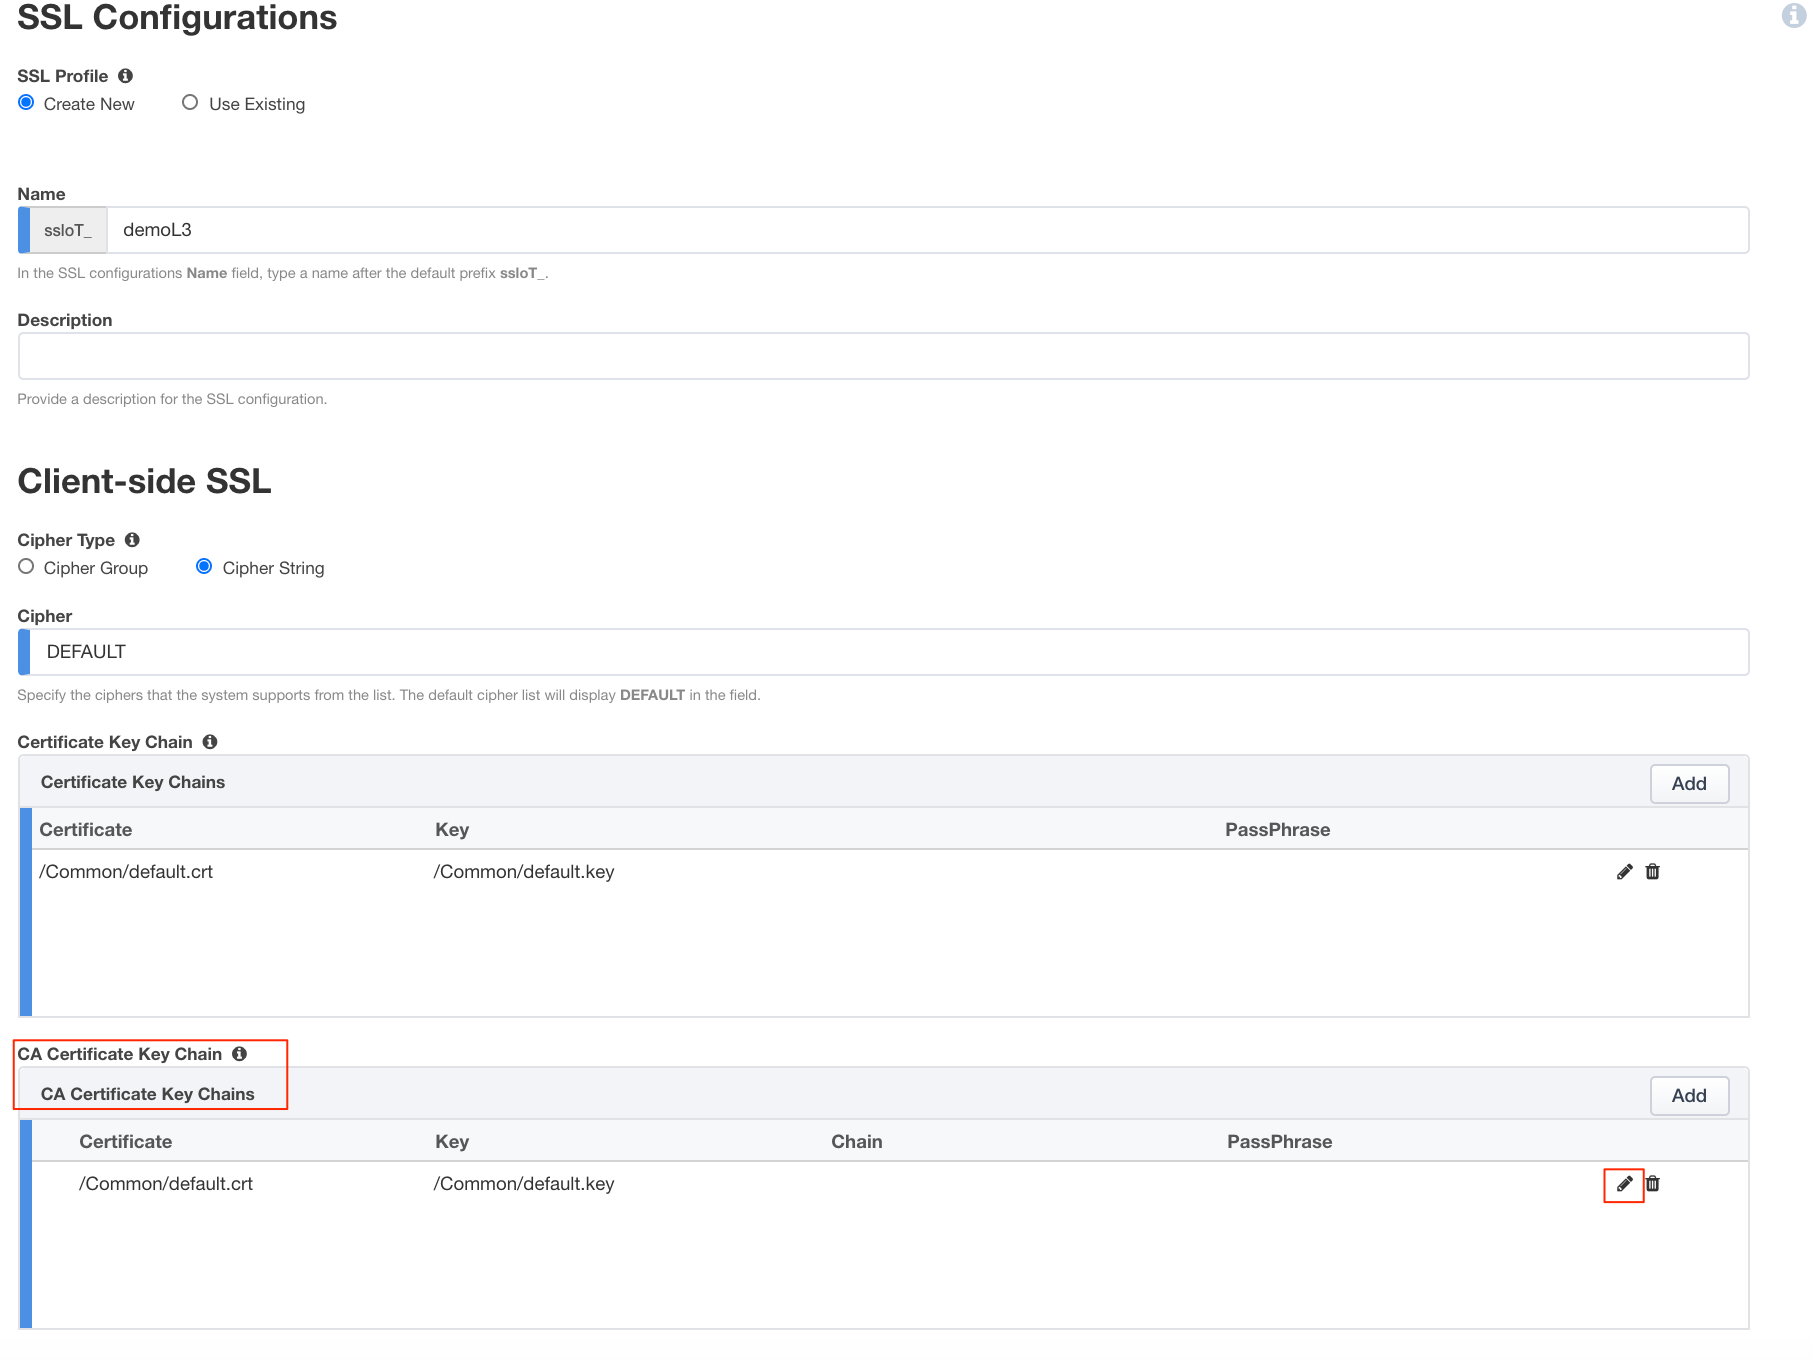 SSL Configurations
SSL Profile
Create New Use Existing
Name
ssloT_ demoL3
In the SSL configurations Name field, type a name after the default prefix ssloT_.
Description
Provide a description for the SSL configuration.
Client-side SSL
Cipher Type
Cipher Group Cipher String
Cipher
DEFAULT
Specify the ciphers that the system supports from the list. The default cipher list will display DEFAULT in the field.
Certificate Key Chain
Certificate Key Chains Add
Certificate Key PassPhrase
/Common/default.crt /Common/default.key
CA Certificate Key Chain
CA Certificate Key Chains Add
Certificate Key Chain PassPhrase
/Common/default.crt /Common/default.key